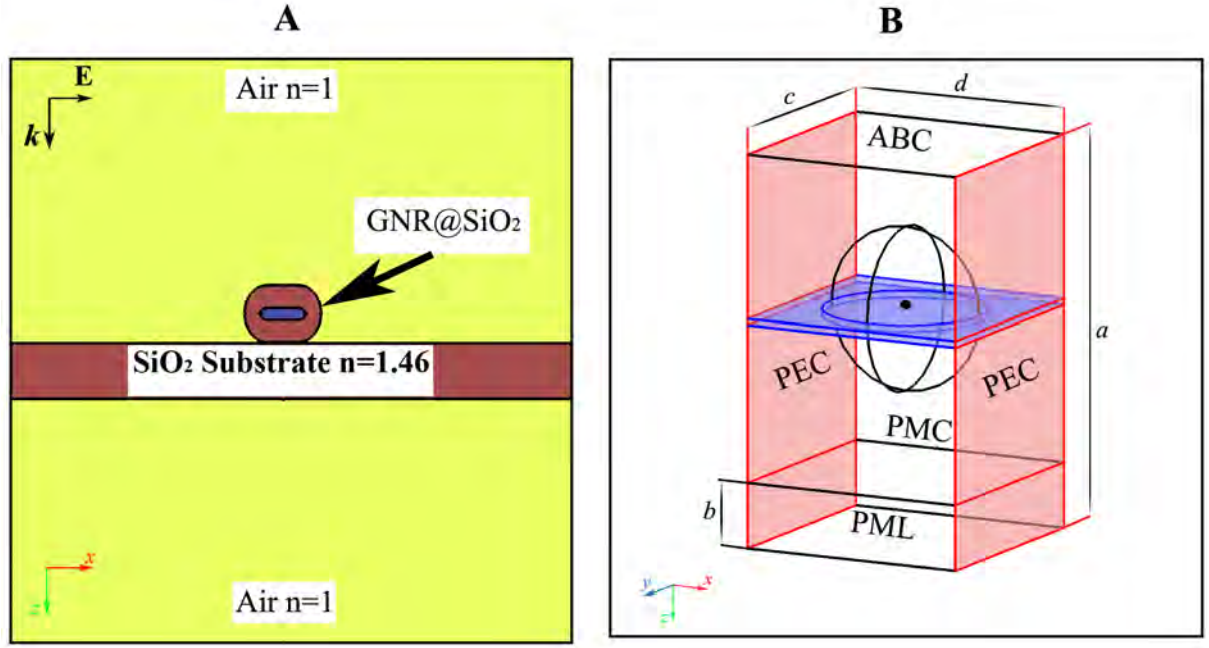 A
E
k
Air n=1
GNR@SiO₂
SiO₂ Substrate n=1.46
x
z
Air n=1
B
c
d
ABC
a
PEC
PEC
PMC
b
PML
y
x
z